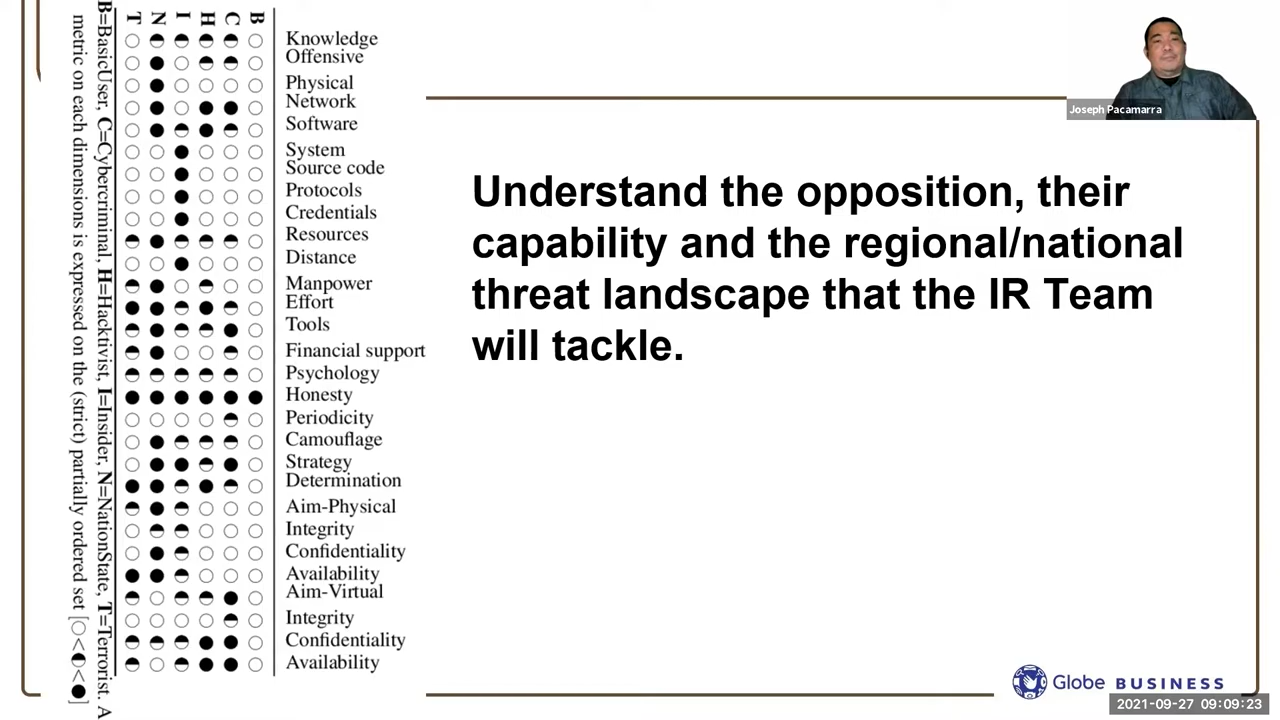 T N I H C B
Knowledge
Offensive
Physical
Network
Software
System
Source code
Protocols
Credentials
Resources
Distance
Manpower
Effort
Tools
Financial support
Psychology
Honesty
Periodicity
Camouflage
Strategy
Determination
Aim-Physical
Integrity
Confidentiality
Availability
Aim-Virtual
Integrity
Confidentiality
Availability
B=BasicUser, C=Cybercriminal, H=Hacktivist, I=Insider, N=NationState, T=Terrorist. A
metric on each dimensions is expressed on the (strict) partially ordered set [○<◐<●]
Joseph Pacamarra
Understand the opposition, their
capability and the regional/national
threat landscape that the IR Team
will tackle.
Globe BUSINESS
2021-09-27 09:09:23